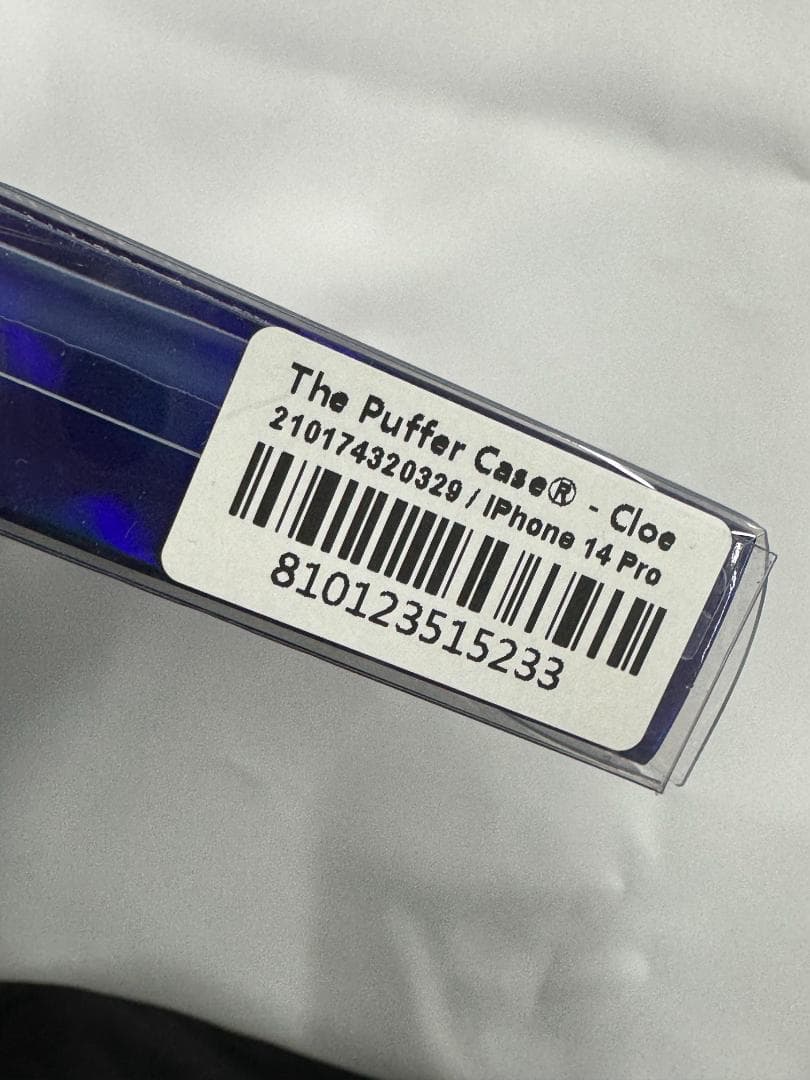 The Puffer Case® - Cloe
210174320329 / IPhone 14 Pro
810123515233